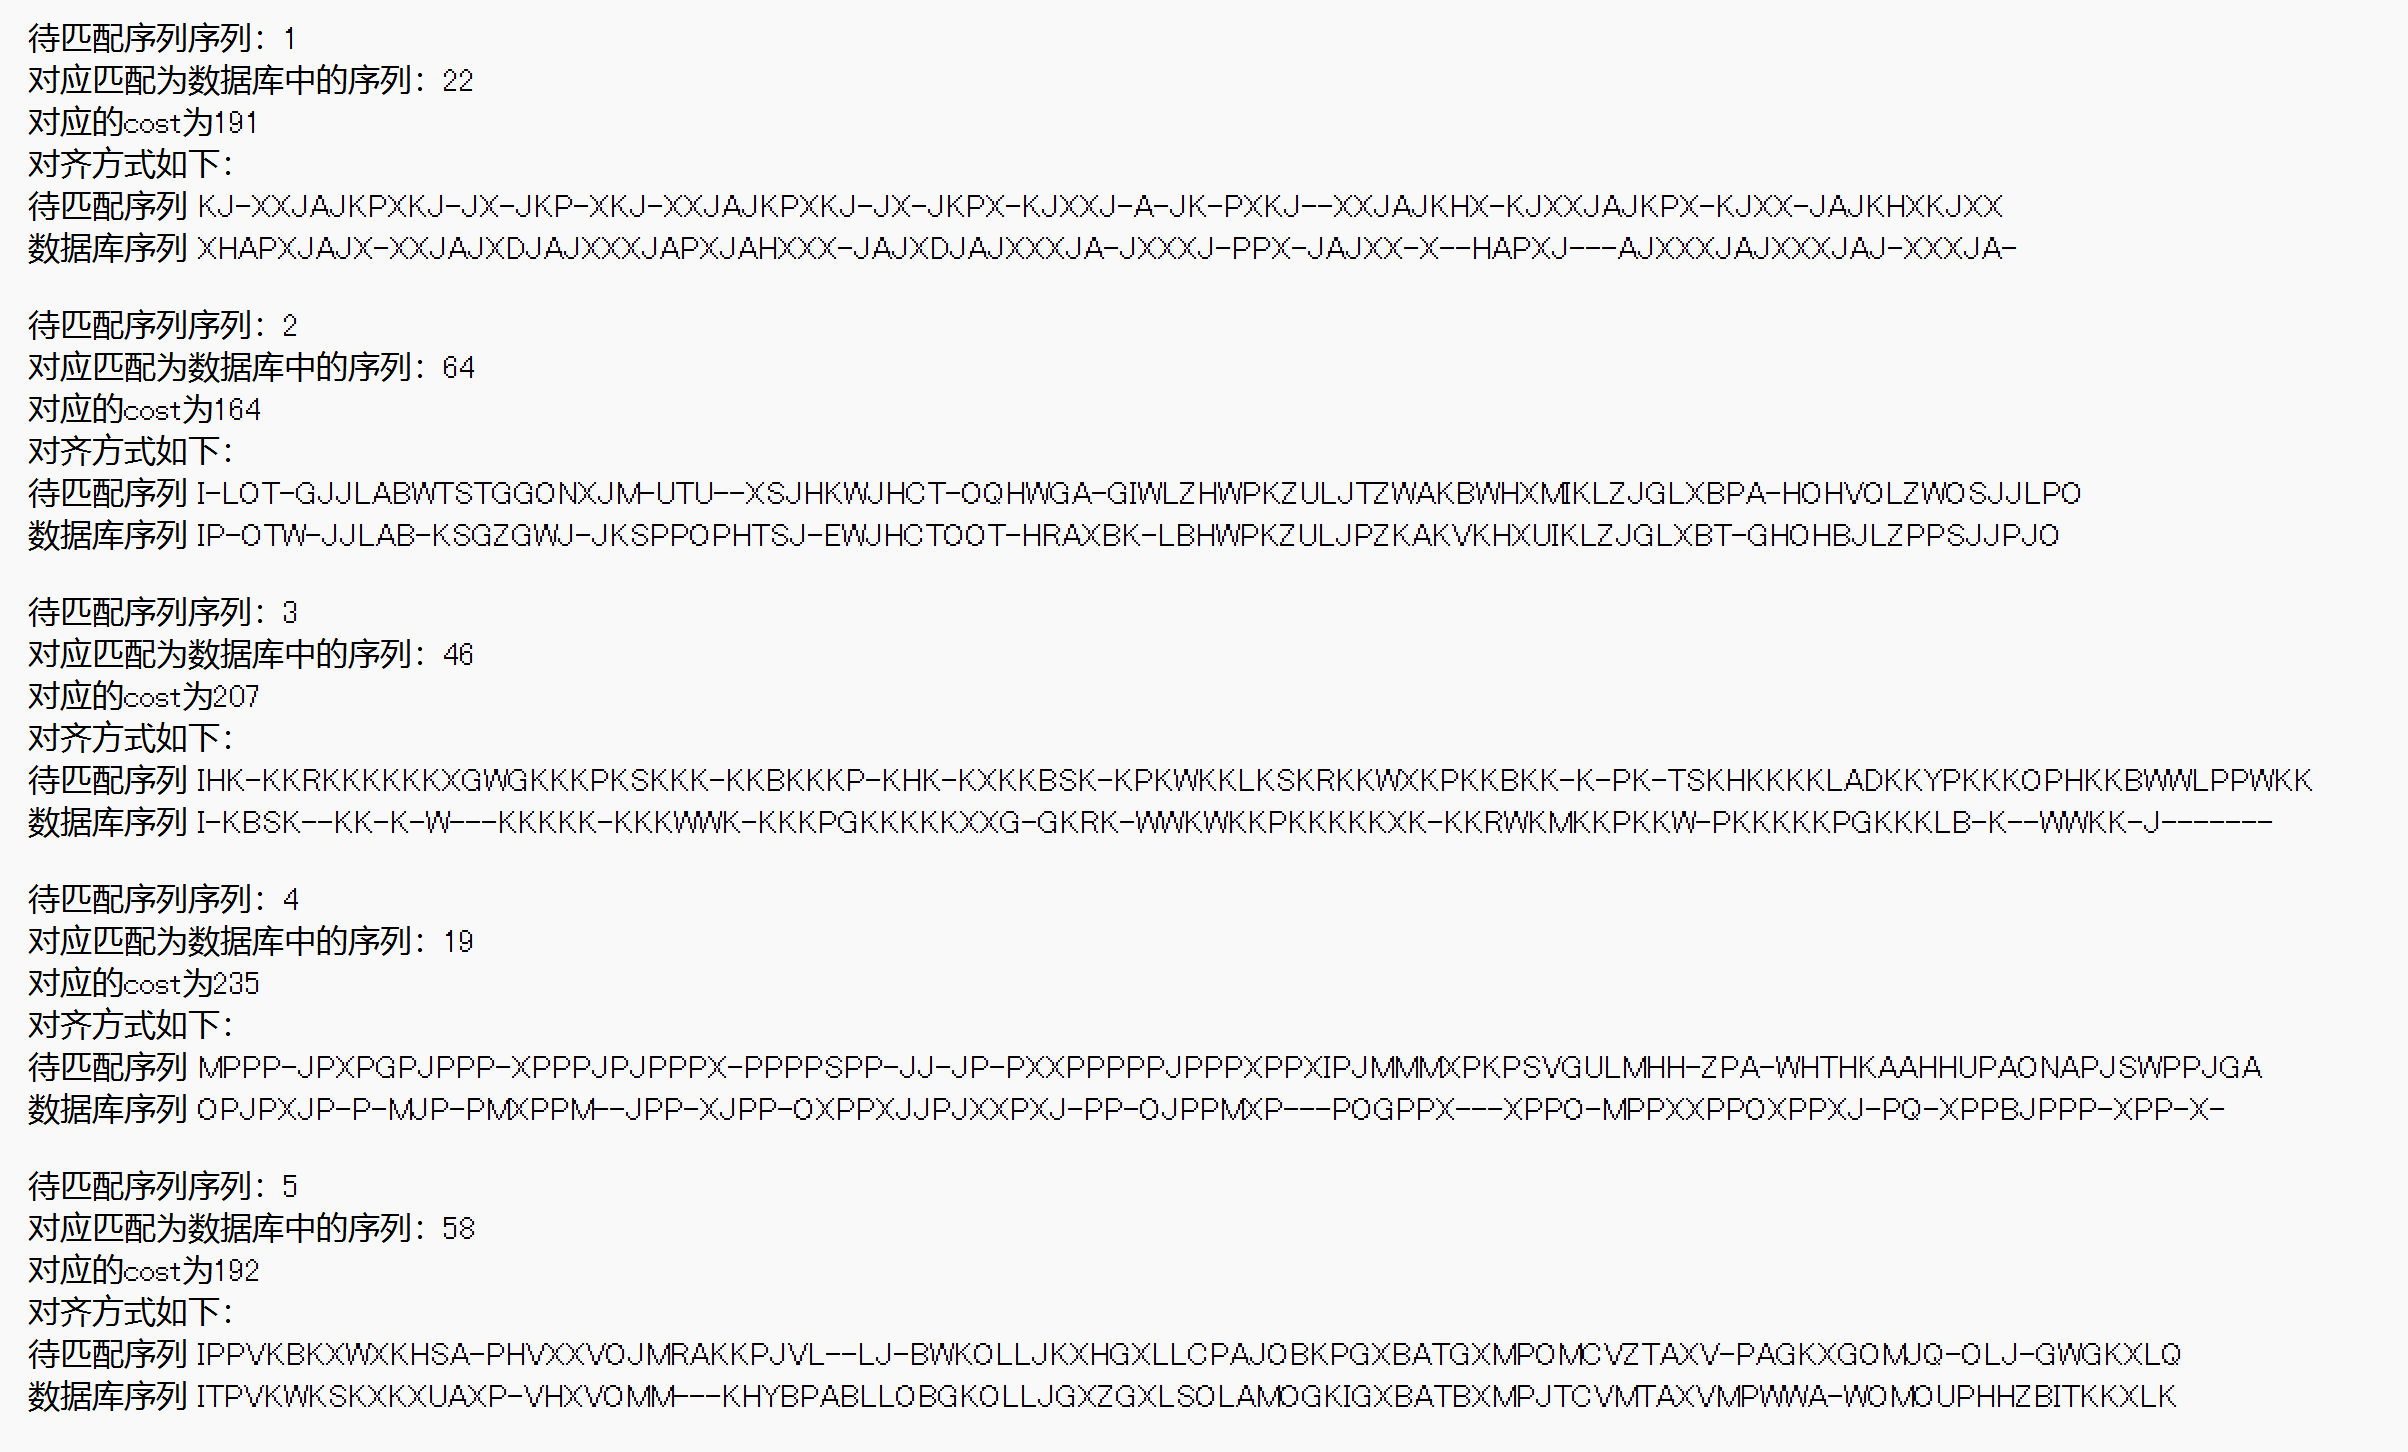 待匹配序列序列：1
对应匹配为数据库中的序列：22
对应的cost为191
对齐方式如下：
待匹配序列 KJ-XXJAJKPXKJ-JX-JKP-XKJ-XXJAJKPXKJ-JX-JKPX-KJXXJ-A-JK-PXKJ--XXJAJKHX-KJXXJAJKPX-KJXX-JAJKHXKJXX
数据库序列 XHAPXJAJX-XXJAJXDJAJXXXJAPXJAHXXX-JAJXDJAJXXXJA-JXXXJ-PPX-JAJXX-X--HAPXJ---AJXXXJAJXXXJAJ-XXXJA-
待匹配序列序列：2
对应匹配为数据库中的序列：64
对应的cost为164
对齐方式如下：
待匹配序列 I-LOT-GJJLABWTSTGGONXJM-UTU--XSJHKWJHCT-OQHWGA-GIWLZHWPKZULJTZWAKBWHXMIKLZJGLXBPA-HOHVOLZWOSJJLPO
数据库序列 IP-OTW-JJLAB-KSGZGWJ-JKSPPOPHTSJ-EWJHCTOOT-HRAXBK-LBHWPKZULJPZKAKVKHXUIKLZJGLXBT-GHOHBJLZPPSJJPJO
待匹配序列序列：3
对应匹配为数据库中的序列：46
对应的cost为207
对齐方式如下：
待匹配序列 IHK-KKRKKKKKKXGWGKKKPKSKKK-KKBKKKP-KHK-KXKKBSK-KPKWKKLKSKRKKWXKPKKBKK-K-PK-TSKHKKKKLADKKYPKKKOPHKKBWWLPPWKK
数据库序列 I-KBSK--KK-K-W---KKKKK-KKKWWK-KKKPGKKKKKXXG-GKRK-WWKWKKPKKKKKXK-KKRWKMKKPKKW-PKKKKKPGKKKLB-K--WWKK-J-------
待匹配序列序列：4
对应匹配为数据库中的序列：19
对应的cost为235
对齐方式如下：
待匹配序列 MPPP-JPXPGPJPPP-XPPPJPJPPPX-PPPPSPP-JJ-JP-PXXPPPPPJPPPXPPXIPJMMMXPKPSVGULMHH-ZPA-WHTHKAAHHUPAONAPJSWPPJGA
数据库序列 OPJPXJP-P-MJP-PMXPPM--JPP-XJPP-OXPPXJJPJXXPXJ-PP-OJPPMXP---POGPPX---XPPO-MPPXXPPOXPPXJ-PQ-XPPBJPPP-XPP-X-
待匹配序列序列：5
对应匹配为数据库中的序列：58
对应的cost为192
对齐方式如下：
待匹配序列 IPPVKBKXWXKHSA-PHVXXVOJMRAKKPJVL--LJ-BWKOLLJKXHGXLLCPAJOBKPGXBATGXMPOMCVZTAXV-PAGKXGOMJQ-OLJ-GWGKXLQ
数据库序列 ITPVKWKSKXKXUAXP-VHXVOMM---KHYBPABLLOBGKOLLJGXZGXLSOLAMOGKIGXBATBXMPJTCVMTAXVMPWWA-WOMOUPHHZBITKKXLK